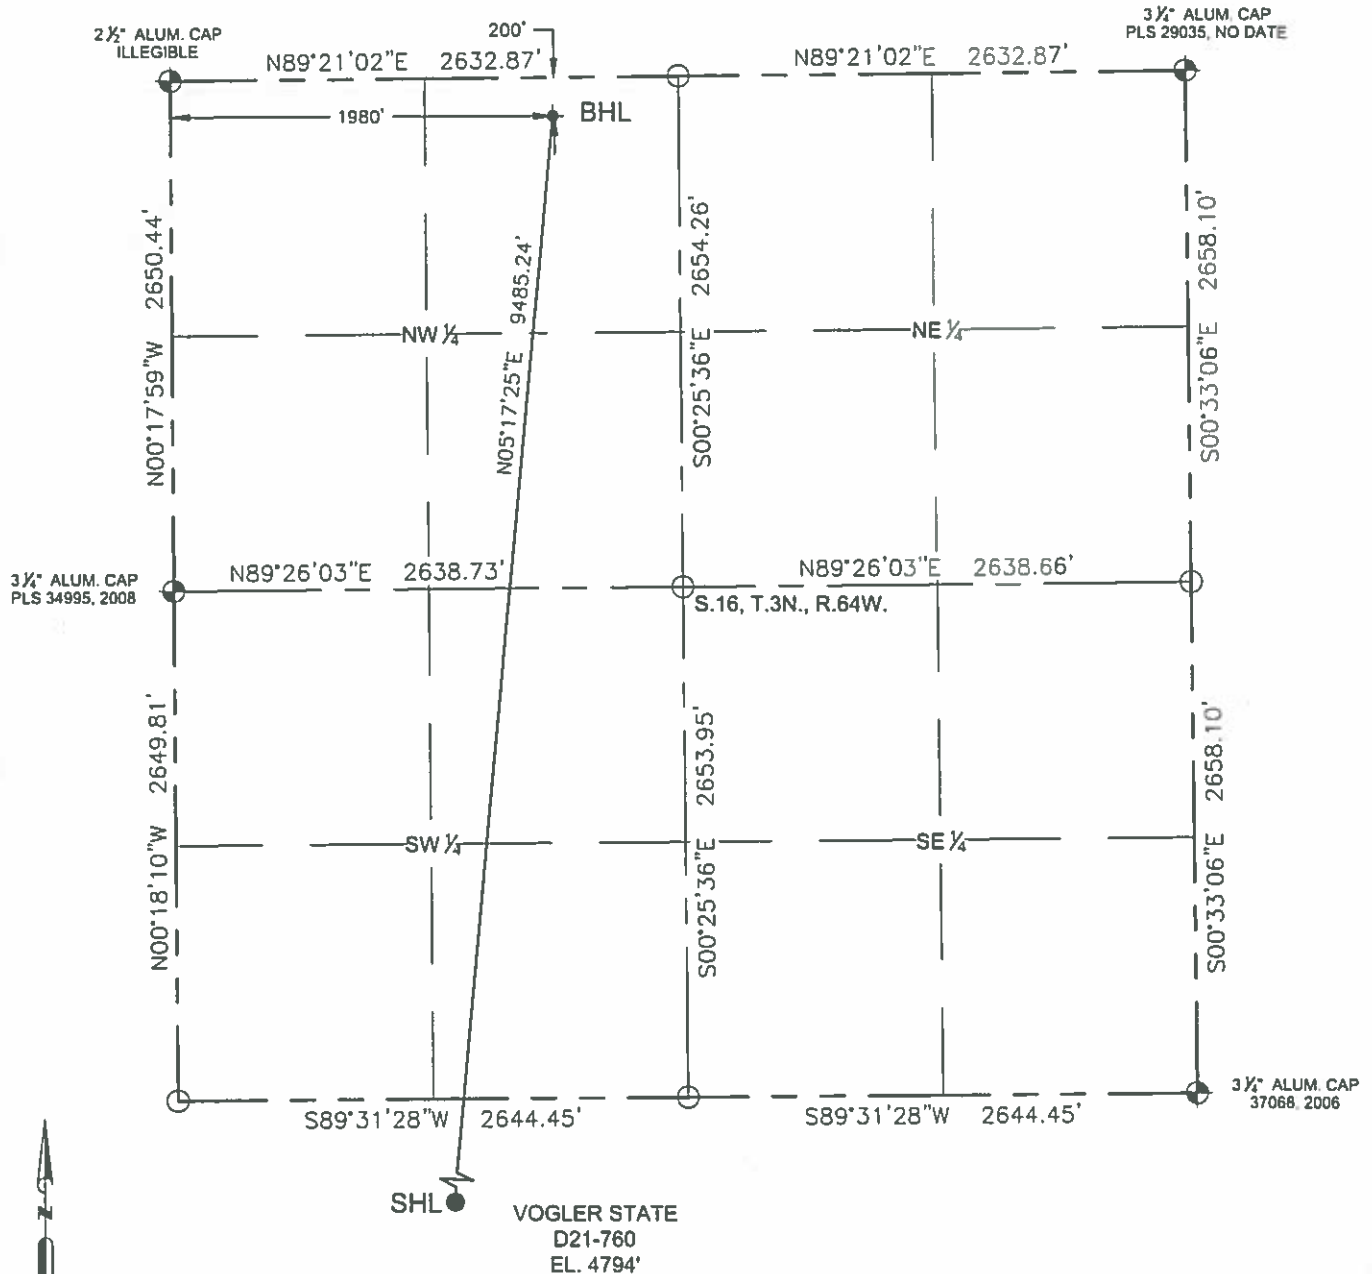 2½" ALUM. CAP
ILLEGIBLE
200'
3¼" ALUM. CAP
PLS 29035, NO DATE
N89°21'02"E 2632.87'
N89°21'02"E 2632.87'
1980'
BHL
N00°17'59"W 2650.44'
N05°17'25"E 9485.24'
S00°25'36"E 2654.26'
S00°33'06"E 2658.10'
NW ¼
NE ¼
3¼" ALUM. CAP
PLS 34995, 2008
N89°26'03"E 2638.73'
N89°26'03"E 2638.66'
S.16, T.3N., R.64W.
N00°18'10"W 2649.81'
S00°25'36"E 2653.95'
S00°33'06"E 2658.10'
SW ¼
SE ¼
S89°31'28"W 2644.45'
S89°31'28"W 2644.45'
3¼" ALUM. CAP
37068, 2006
SHL
VOGLER STATE
D21-760
EL. 4794'
N